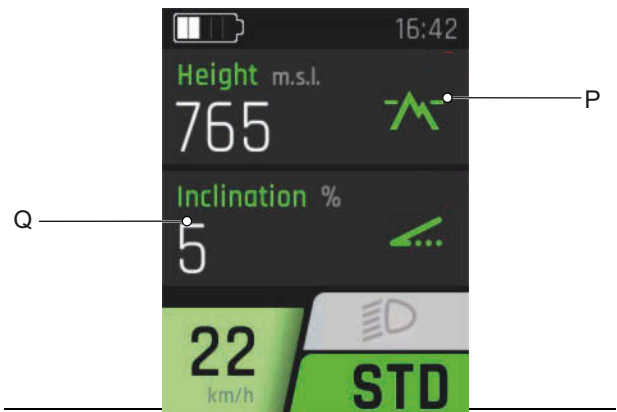 16:42
Height m.s.l.
765
P
Inclination %
Q
5
22
km/h
STD